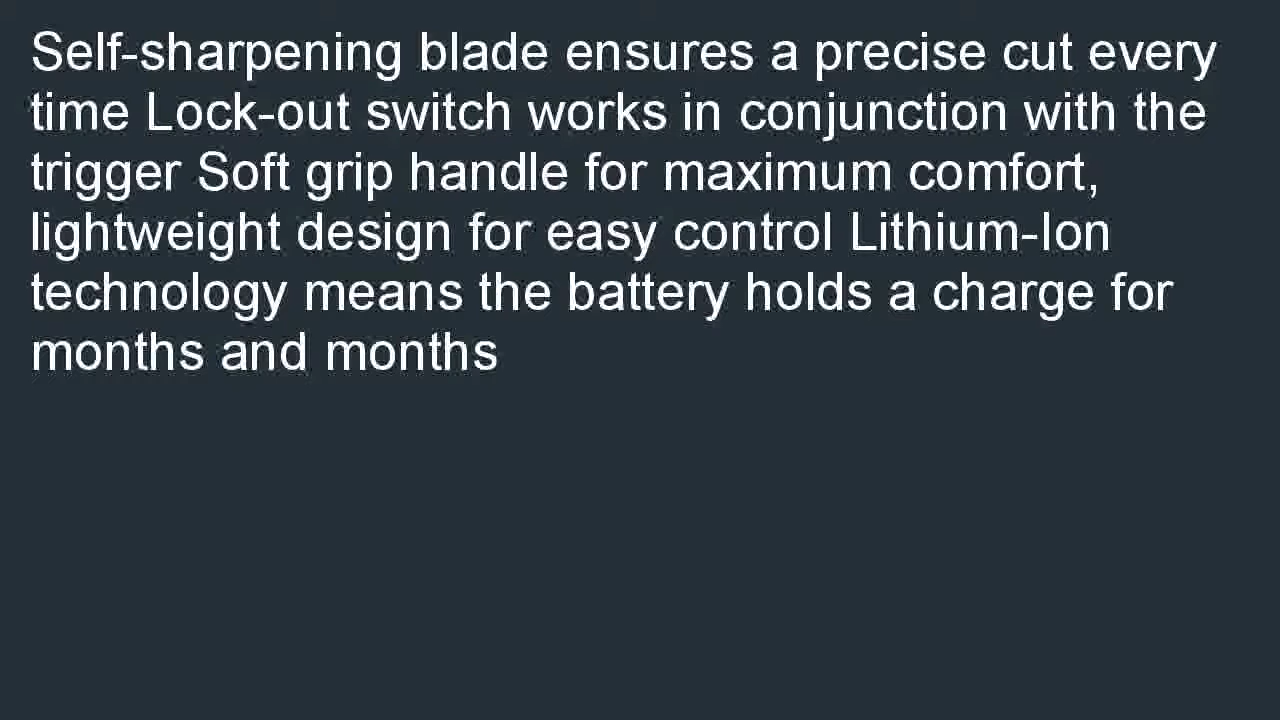 Self-sharpening blade ensures a precise cut every
time Lock-out switch works in conjunction with the
trigger Soft grip handle for maximum comfort,
lightweight design for easy control Lithium-Ion
technology means the battery holds a charge for
months and months